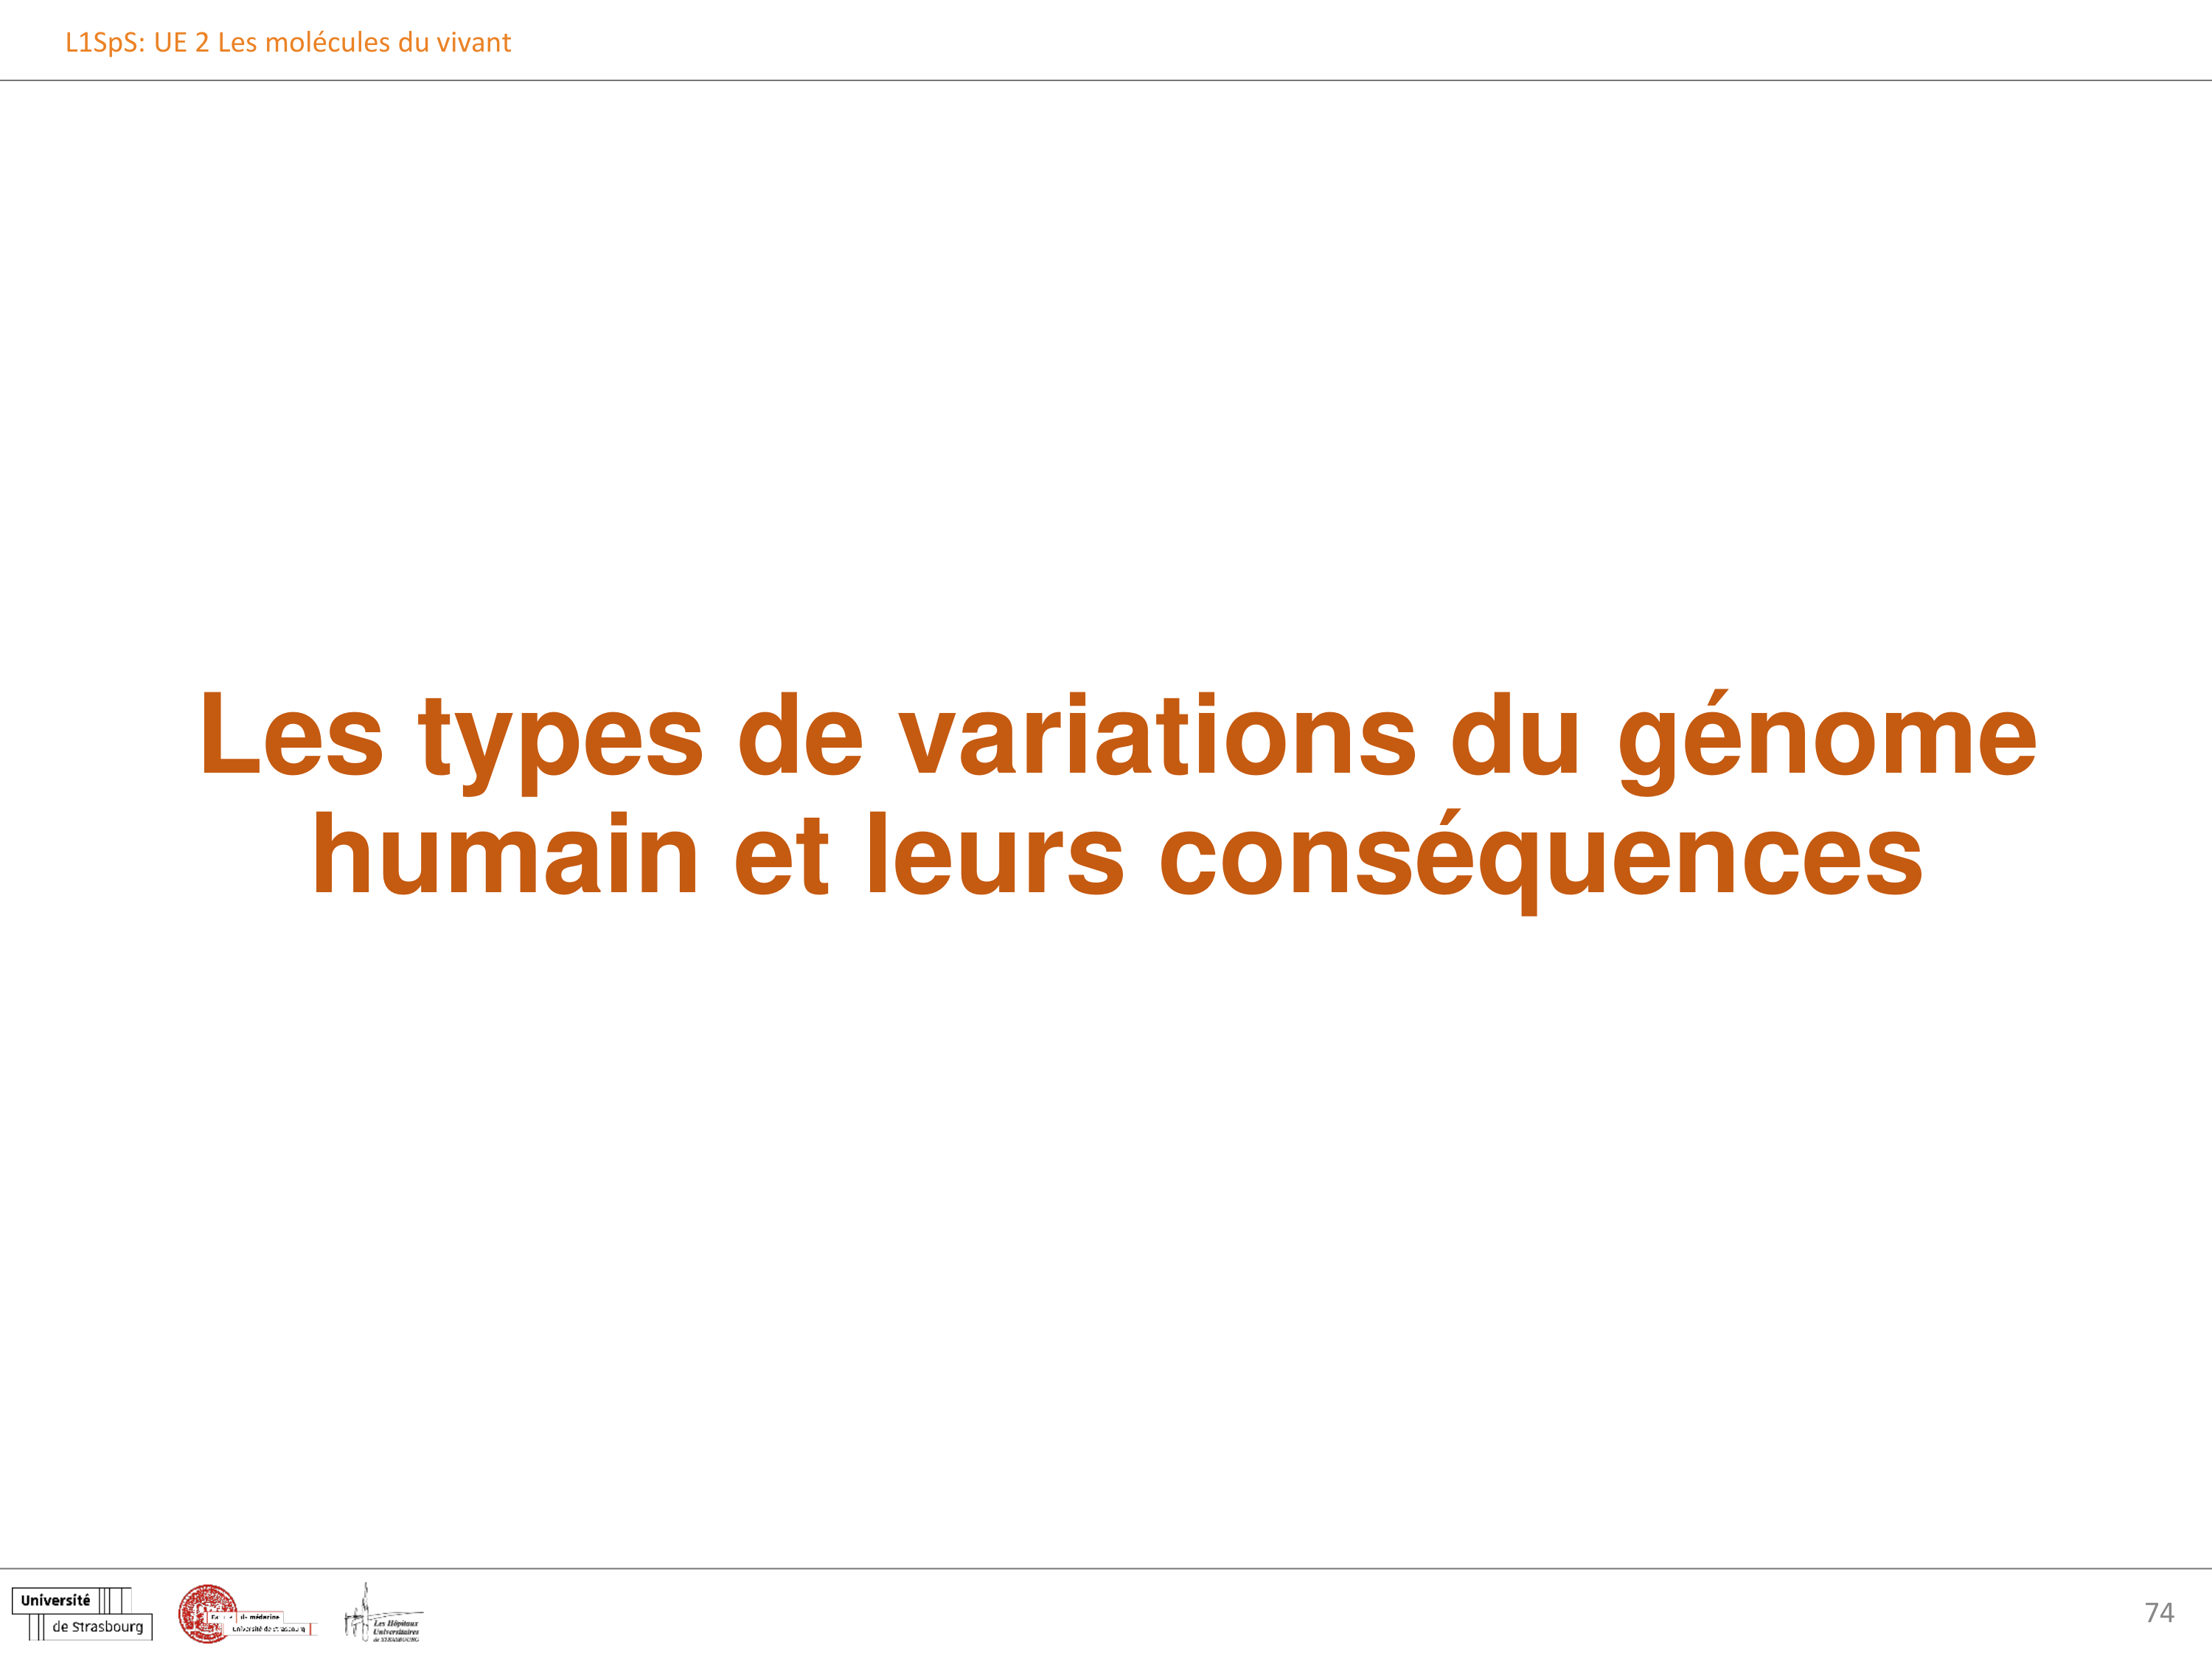 L1SpS: UE 2 Les molécules du vivant
Les types de variations du génome
humain et leurs conséquences
Université
de Strasbourg
de médecine
Université de Strasbourg
Les Hôpitaux
Universitaires
de STRASBOURG
74